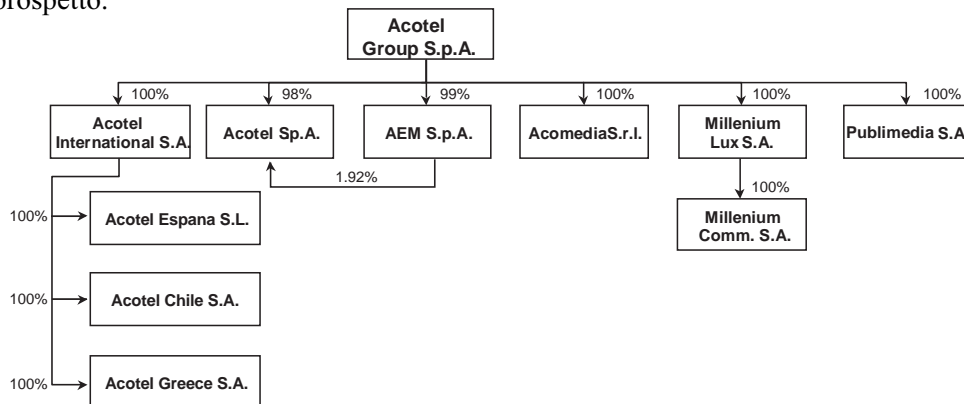 prospetto:
Acotel
Group S.p.A.
100%
98%
99%
100%
100%
100%
Acotel
International S.A.
Acotel Sp.A.
AEM S.p.A.
AcomediaS.r.l.
Millenium
Lux S.A.
Publimedia S.A
1.92%
100%
100%
Acotel Espana S.L.
Millenium
Comm. S.A.
100%
Acotel Chile S.A.
100%
Acotel Greece S.A.